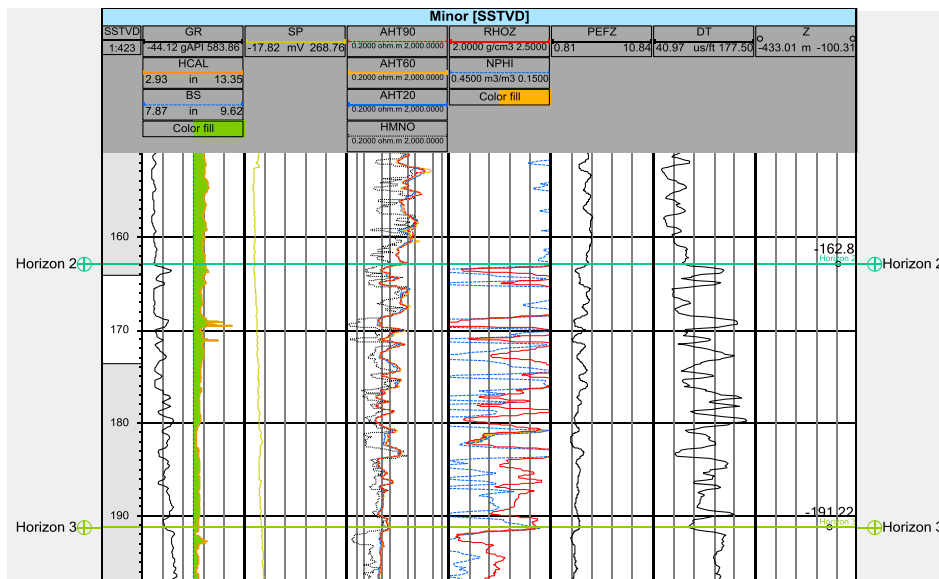 Minor [SSTVD]
SSTVD GR SP AHT90 RHOZ PEFZ DT Z
1:423 -44.12 gAPI 583.86 -17.82 mV 268.76 0.2000 ohm.m 2,000.0000 2.0000 g/cm3 2.5000 0.81 10.84 40.97 us/ft 177.50 -433.01 m -100.31
HCAL AHT60 NPHI
2.93 in 13.35 0.2000 ohm.m 2,000.0000 0.4500 m3/m3 0.1500
BS AHT20 Color fill
7.87 in 9.62 0.2000 ohm.m 2,000.0000
Color fill HMNO
0.2000 ohm.m 2,000.0000
160
-162.8
Horizon 2 Horizon 2 Horizon 2
170
180
190 -191.22
Horizon 3 Horizon 3 Horizon 3